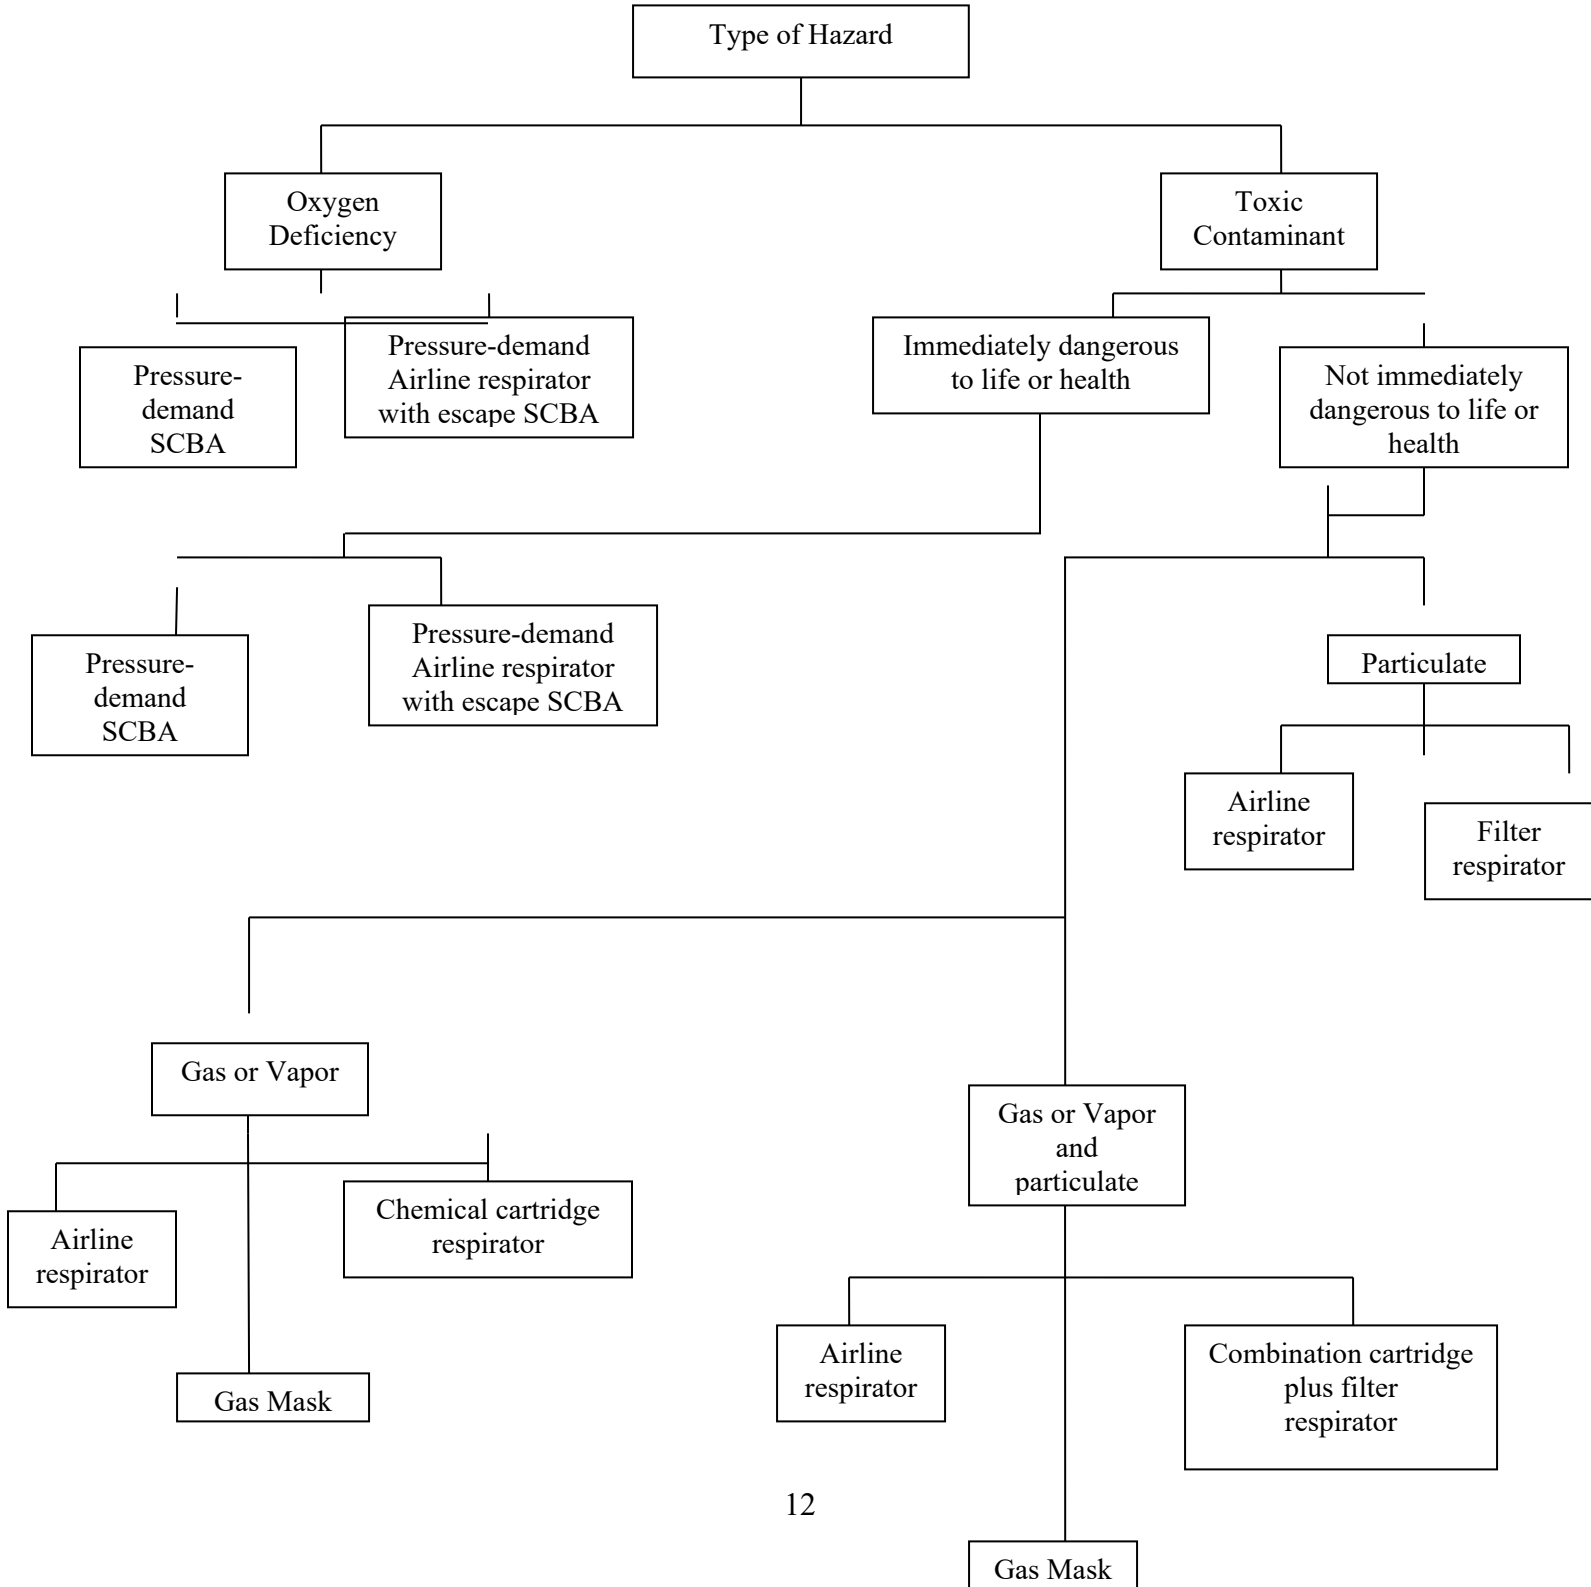 Type of Hazard
Oxygen
Deficiency
Toxic
Contaminant
Pressure-
demand
SCBA
Pressure-demand
Airline respirator
with escape SCBA
Immediately dangerous
to life or health
Not immediately
dangerous to life or
health
Pressure-
demand
SCBA
Pressure-demand
Airline respirator
with escape SCBA
Particulate
Airline
respirator
Filter
respirator
Gas or Vapor
Gas or Vapor
and
particulate
Airline
respirator
Chemical cartridge
respirator
Gas Mask
Airline
respirator
Combination cartridge
plus filter
respirator
12
Gas Mask